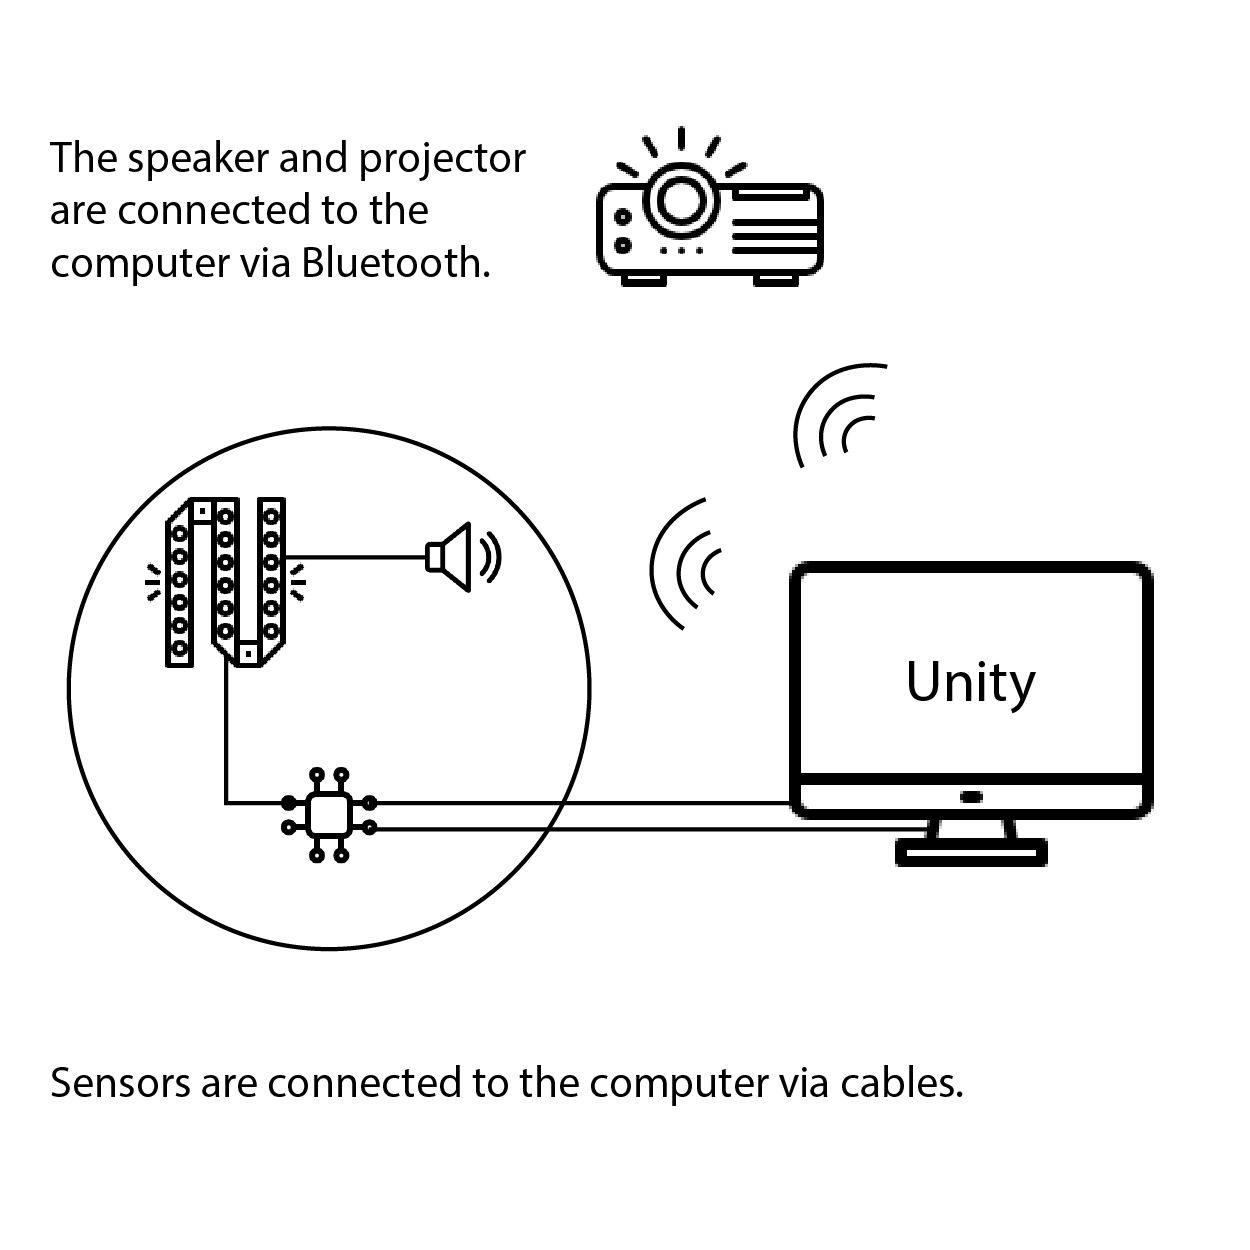 The speaker and projector
are connected to the
computer via Bluetooth.
Unity
Sensors are connected to the computer via cables.